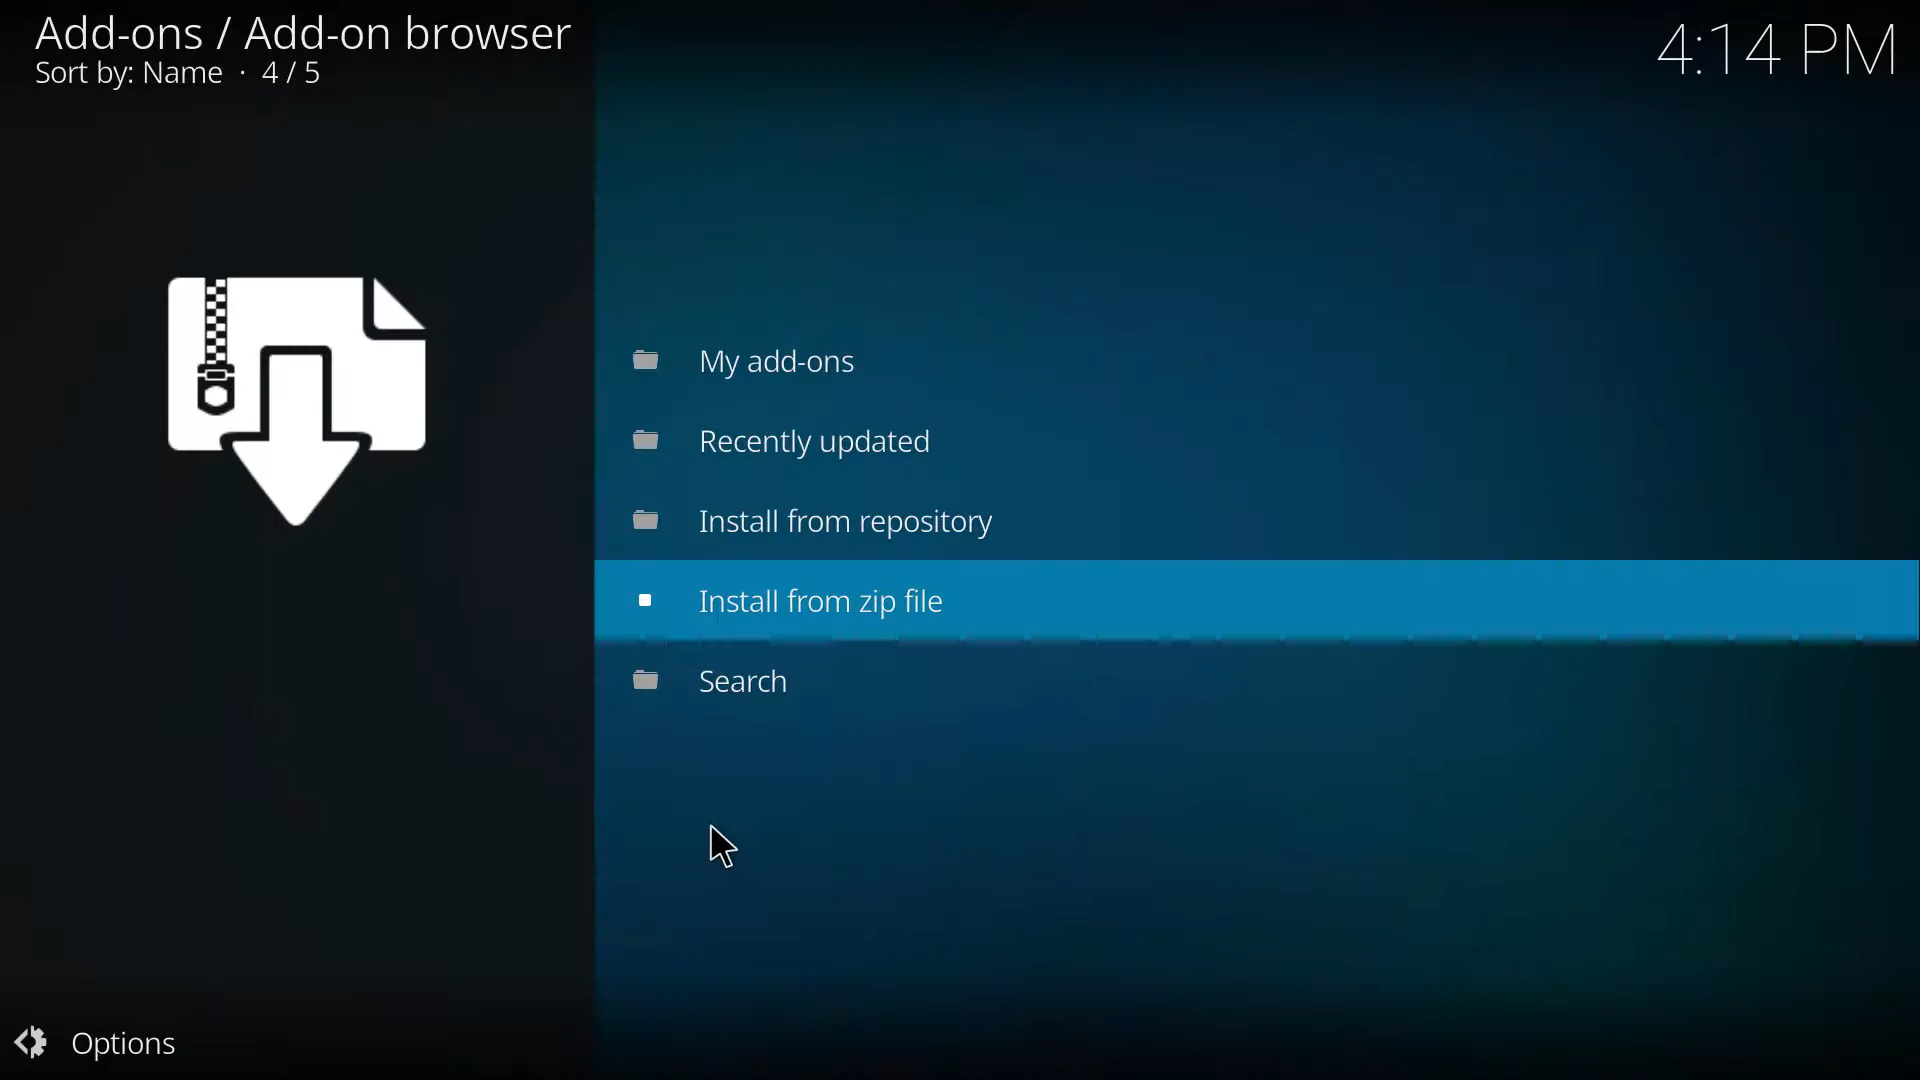 Add-ons / Add-on browser
Sort by: Name · 4 / 5
4:14 PM
My add-ons
Recently updated
Install from repository
Install from zip file
Search
Options